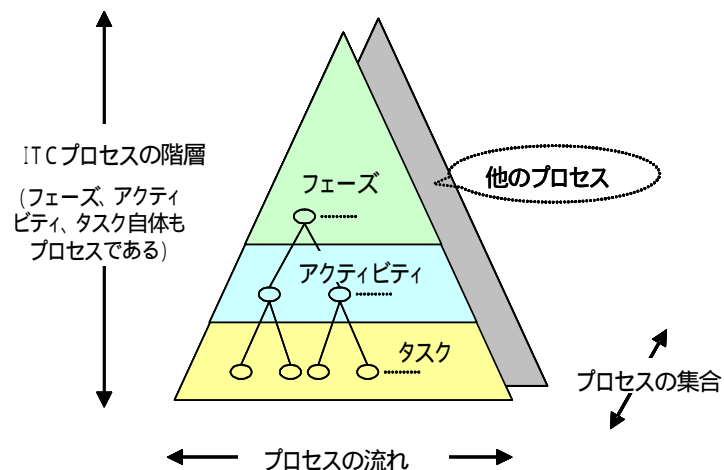 ITCプロセスの階層
(フェーズ、アクティ
ビティ、タスク自体も
プロセスである)
フェーズ
他のプロセス
アクティビティ
タスク
プロセスの集合
プロセスの流れ